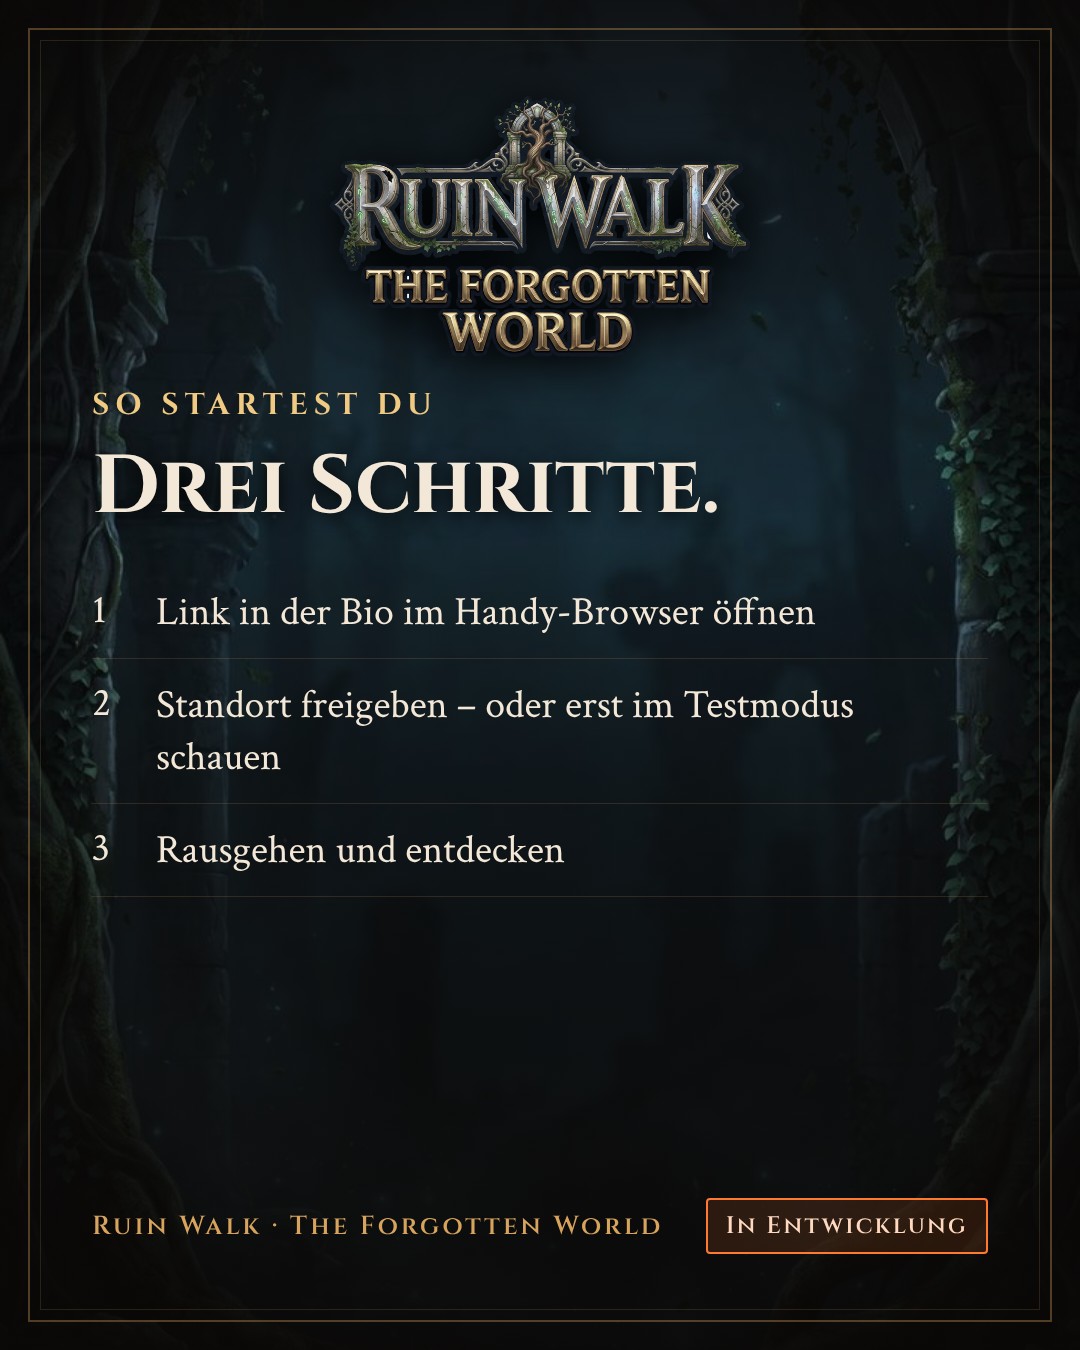 RUIN WALK
THE FORGOTTEN
WORLD
SO STARTEST DU
DREI SCHRITTE.
1 Link in der Bio im Handy-Browser öffnen
2 Standort freigeben – oder erst im Testmodus
schauen
3 Rausgehen und entdecken
RUIN WALK · THE FORGOTTEN WORLD
IN ENTWICKLUNG